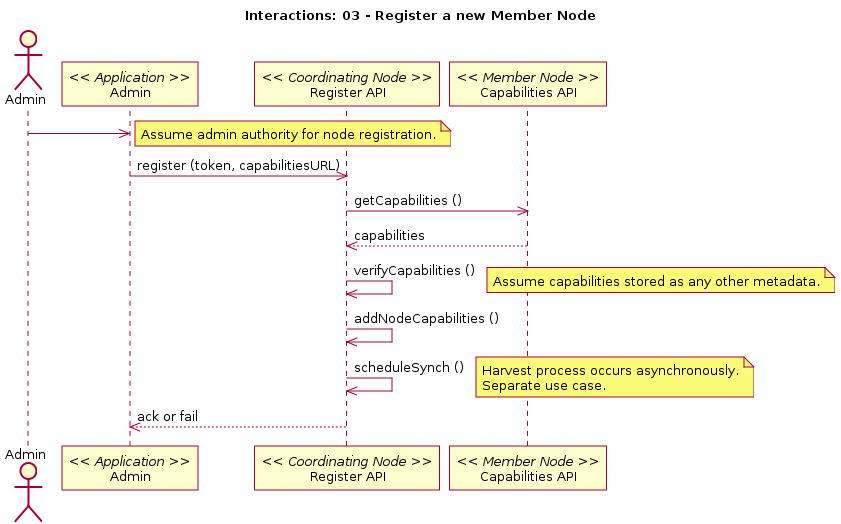 Interactions: 03 - Register a new Member Node
Admin
<< Application >>
Admin
<< Coordinating Node >>
Register API
<< Member Node >>
Capabilities API
Assume admin authority for node registration.
register (token, capabilitiesURL)
getCapabilities ()
capabilities
verifyCapabilities ()
Assume capabilities stored as any other metadata.
addNodeCapabilities ()
scheduleSynch ()
Harvest process occurs asynchronously.
Separate use case.
ack or fail
Admin
<< Application >>
Admin
<< Coordinating Node >>
Register API
<< Member Node >>
Capabilities API